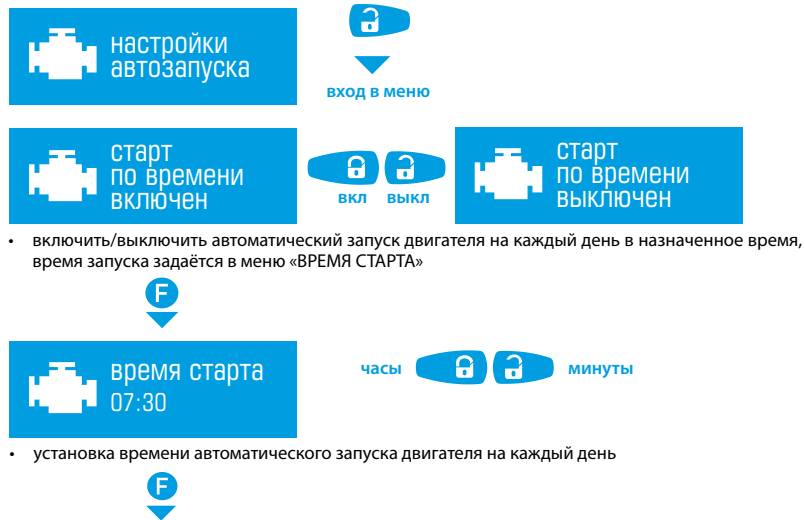 настройки
автозапуска
вход в меню
старт
по времени
включен
вкл выкл
старт
по времени
выключен
• включить/выключить автоматический запуск двигателя на каждый день в назначенное время,
время запуска задаётся в меню «ВРЕМЯ СТАРТА»
F
время старта
07:30
часы
минуты
• установка времени автоматического запуска двигателя на каждый день
F